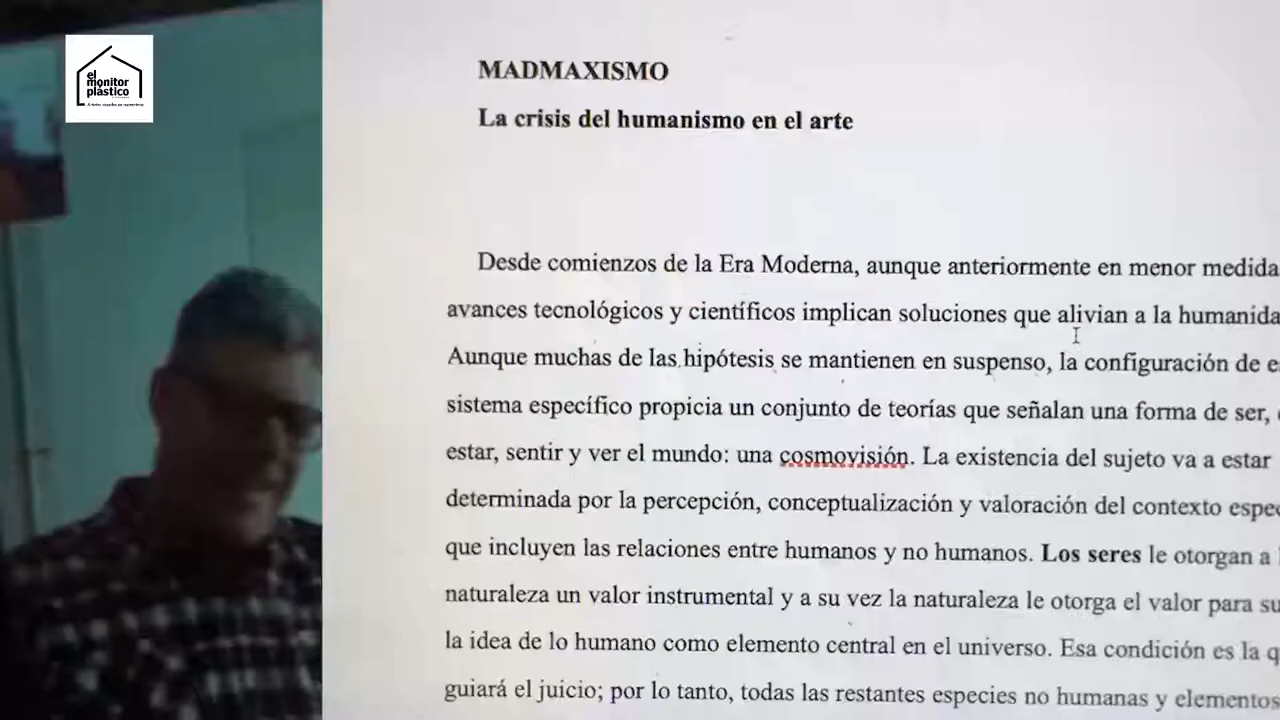 el
monitor
plástico
MADMAXISMO
La crisis del humanismo en el arte
Desde comienzos de la Era Moderna, aunque anteriormente en menor medida
avances tecnológicos y científicos implican soluciones que alivian a la humanida
Aunque muchas de las hipótesis se mantienen en suspenso, la configuración de e
sistema específico propicia un conjunto de teorías que señalan una forma de ser,
estar, sentir y ver el mundo: una cosmovisión. La existencia del sujeto va a estar
determinada por la percepción, conceptualización y valoración del contexto espec
que incluyen las relaciones entre humanos y no humanos. Los seres le otorgan a
naturaleza un valor instrumental y a su vez la naturaleza le otorga el valor para su
la idea de lo humano como elemento central en el universo. Esa condición es la q
guiará el juicio; por lo tanto, todas las restantes especies no humanas y elementos